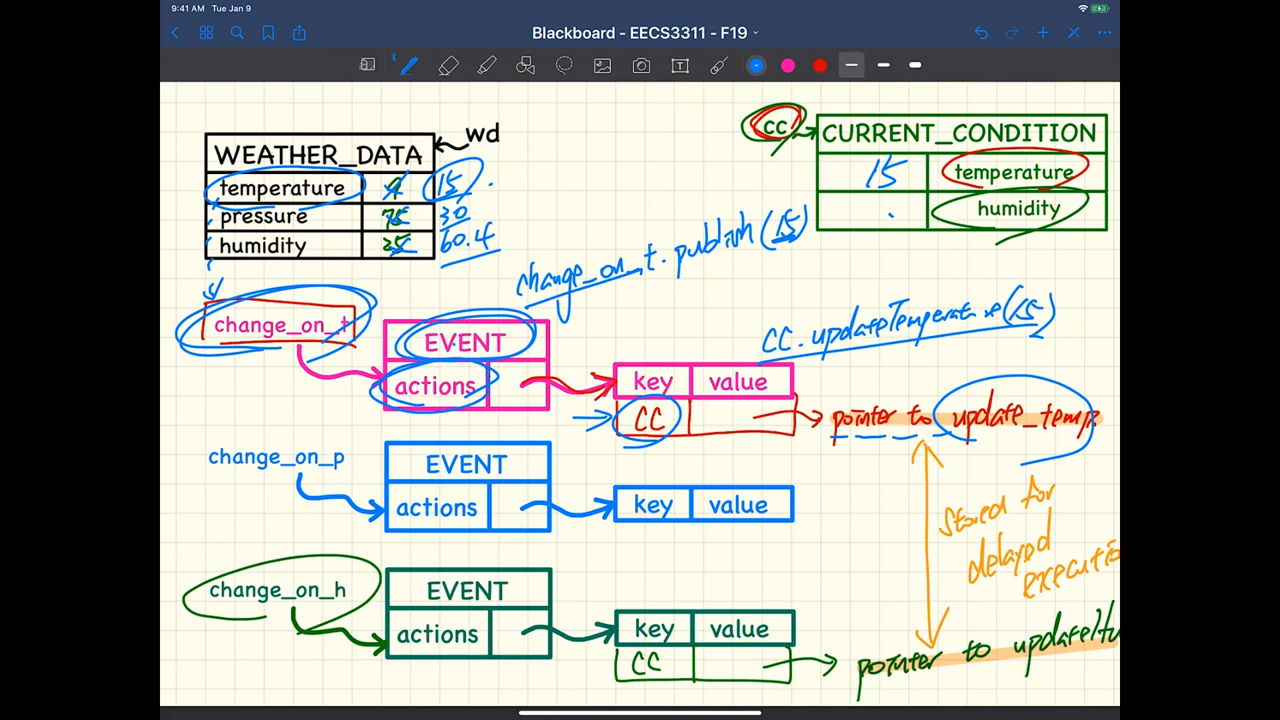 9:41 AM Tue Jan 9
Blackboard - EECS3311 - F19
wd
WEATHER_DATA
temperature 15
pressure 30
humidity 25 60.4
cc
CURRENT_CONDITION
15 temperature
humidity
change_on_t.publish(15)
change_on_t
EVENT
actions
CC.updateTemperature(15)
key value
CC
pointer to update_temp
change_on_p
EVENT
actions
key value
stored for
delayed
executio
change_on_h
EVENT
actions
key value
CC
pointer to updateHu